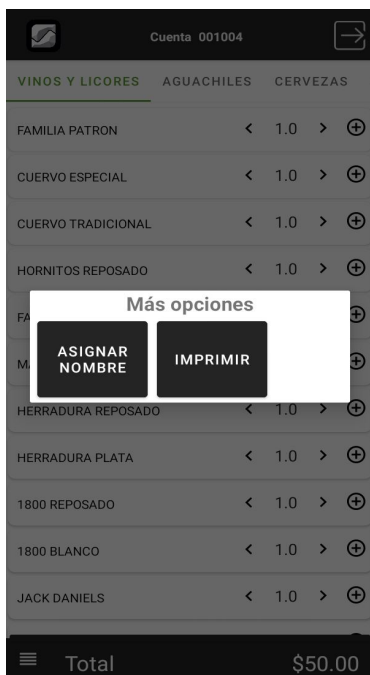 Cuenta 001004
VINOS Y LICORES AGUACHILES CERVEZAS
FAMILIA PATRON < 1.0 >
CUERVO ESPECIAL < 1.0 >
CUERVO TRADICIONAL < 1.0 >
HORNITOS REPOSADO < 1.0 >
Más opciones
FA
ASIGNAR
NOMBRE
IMPRIMIR
HERRADURA REPOSADO < 1.0 >
HERRADURA PLATA < 1.0 >
1800 REPOSADO < 1.0 >
1800 BLANCO < 1.0 >
JACK DANIELS < 1.0 >
Total $50.00